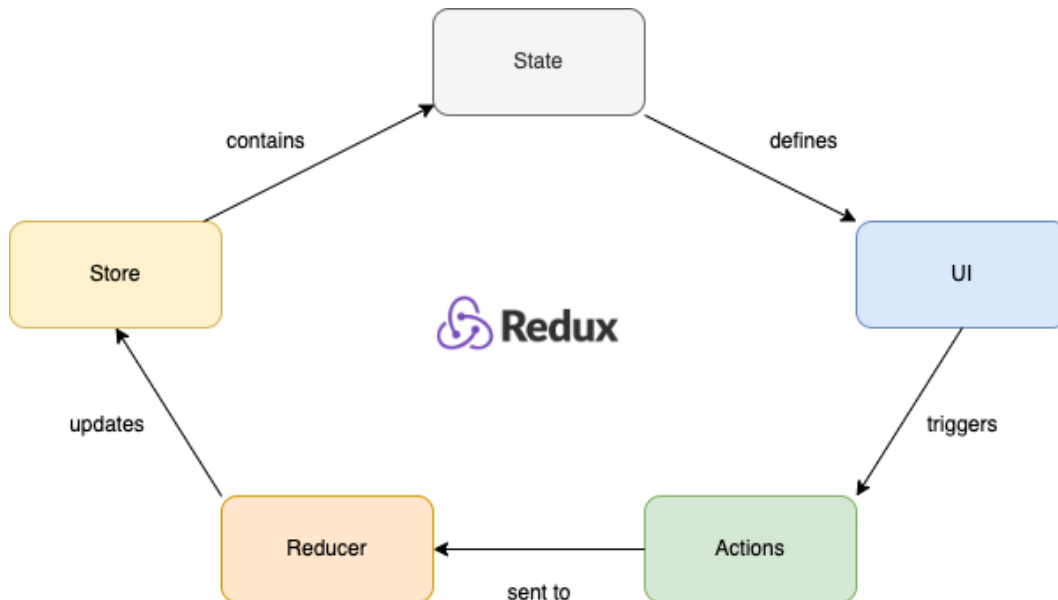 State
contains
defines
Store
UI
Redux
updates
triggers
Reducer
Actions
sent to